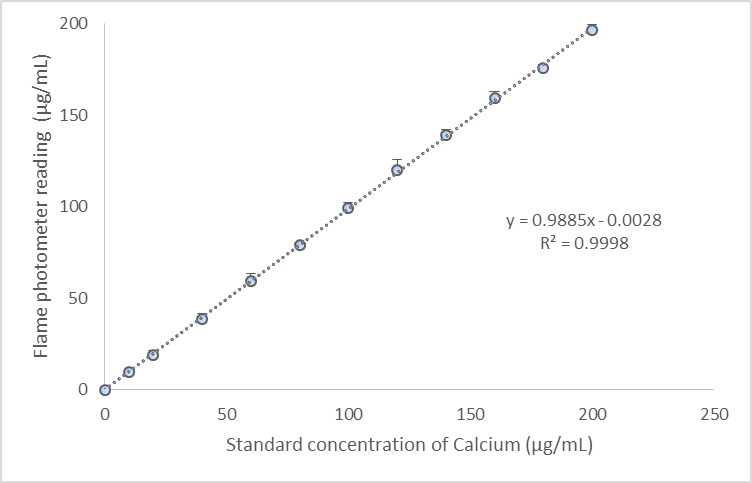 200
150
100
50
0
Flame photometer reading (µg/mL)
y = 0.9885x - 0.0028
R² = 0.9998
0 50 100 150 200 250
Standard concentration of Calcium (µg/mL)